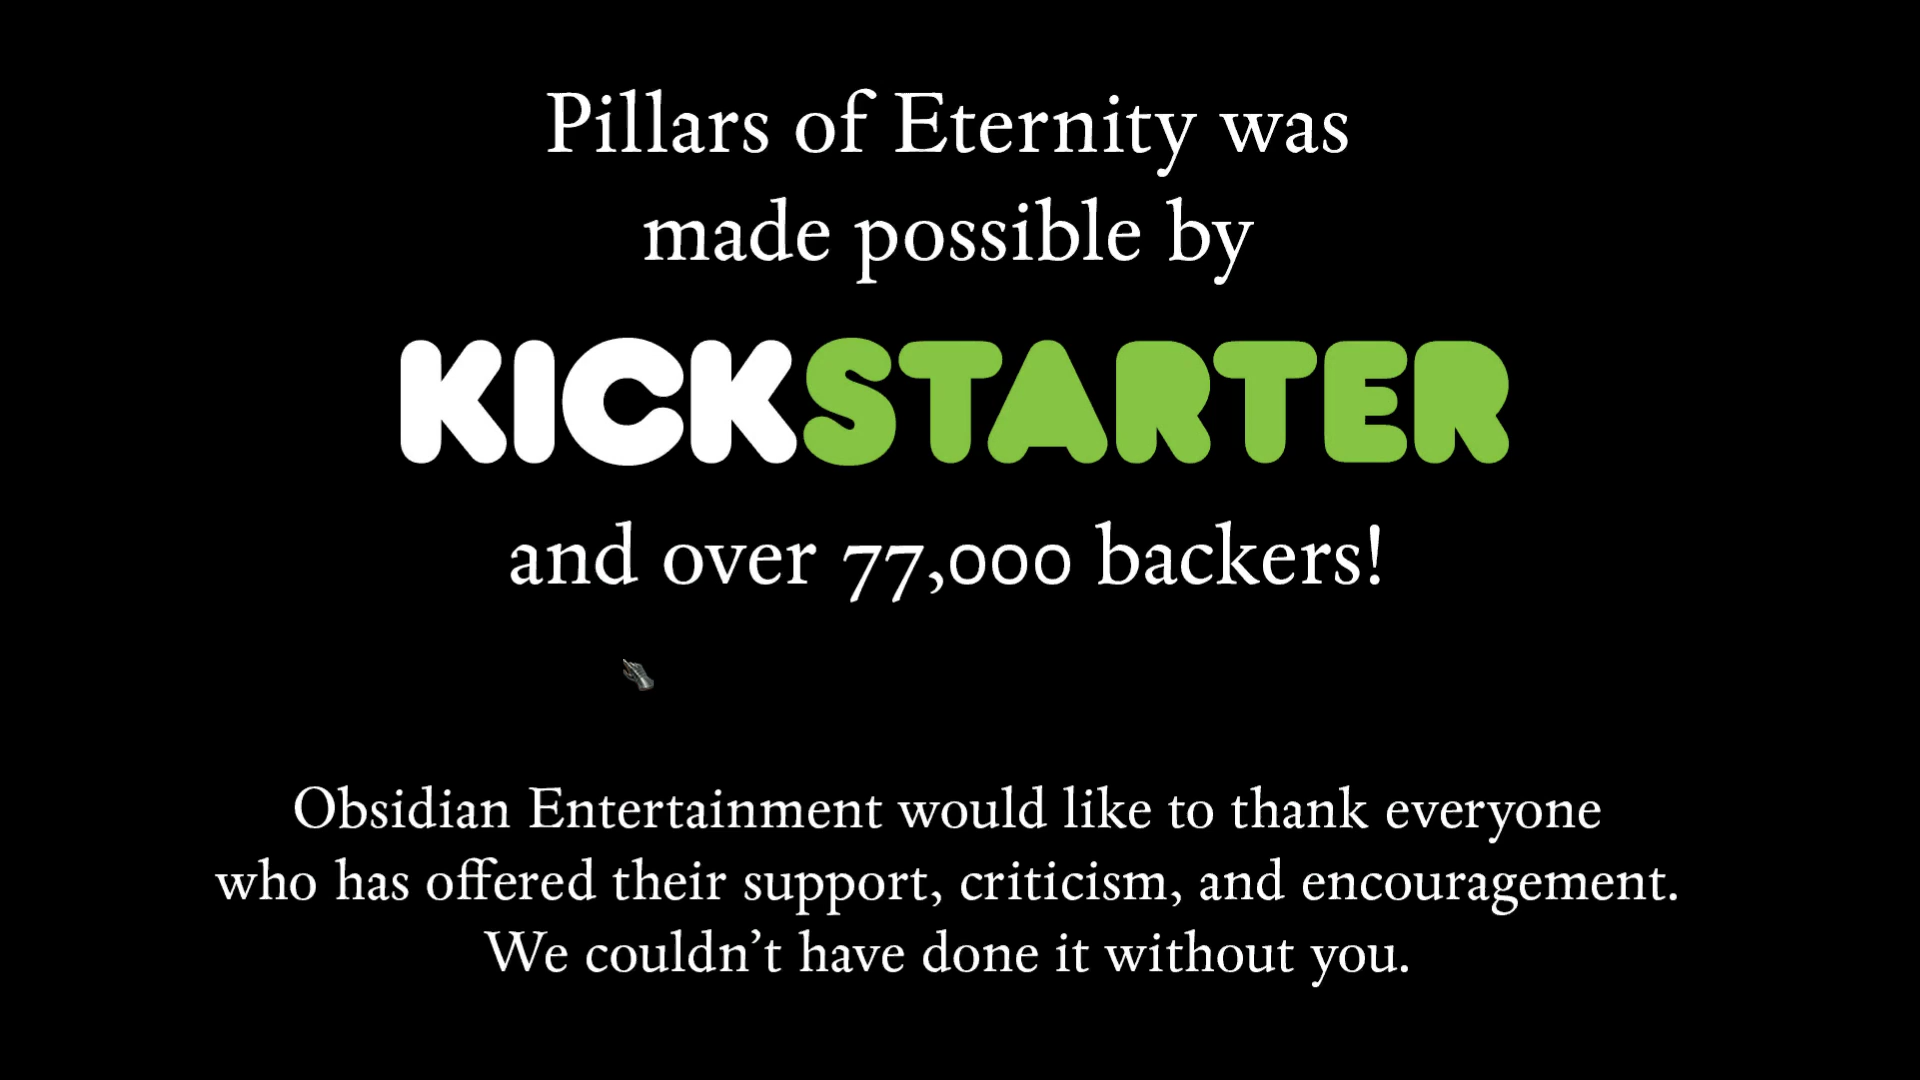 Pillars of Eternity was
made possible by
KICKSTARTER
and over 77,000 backers!
Obsidian Entertainment would like to thank everyone
who has offered their support, criticism, and encouragement.
We couldn’t have done it without you.